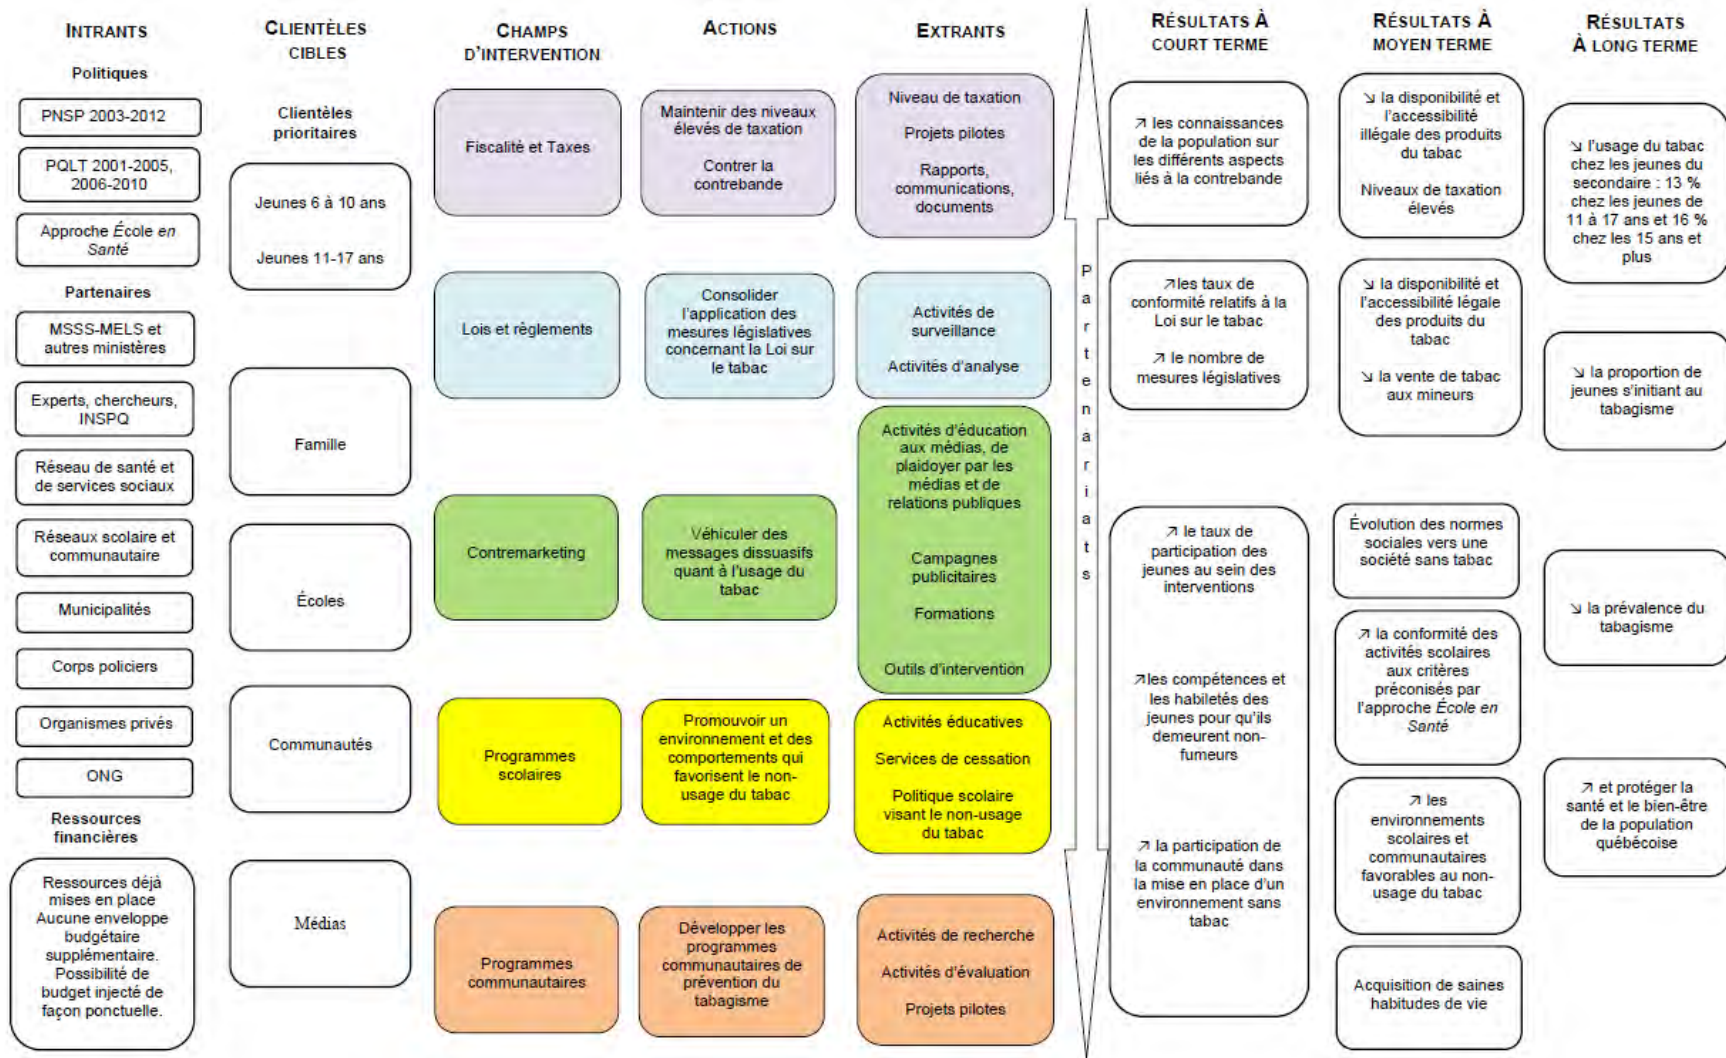 INTRANTS
Politiques
PNSP 2003-2012
PQLT 2001-2005,
2006-2010
Approche École en
Santé
Partenaires
MSSS-MELS et
autres ministères
Experts, chercheurs,
INSPQ
Réseau de santé et
de services sociaux
Réseaux scolaire et
communautaire
Municipalités
Corps policiers
Organismes privés
ONG
Ressources
financières
Ressources déjà
mises en place
Aucune enveloppe
budgétaire
supplémentaire.
Possibilité de
budget injecté de
façon ponctuelle.
CLIENTÈLES
CIBLES
Clientèles
prioritaires
Jeunes 6 à 10 ans
Jeunes 11-17 ans
Famille
Écoles
Communautés
Médias
CHAMPS
D'INTERVENTION
Fiscalité et Taxes
Lois et règlements
Contremarketing
Programmes
scolaires
Programmes
communautaires
ACTIONS
Maintenir des niveaux
élevés de taxation
Contrer la
contrebande
Consolider
l'application des
mesures législatives
concernant la Loi sur
le tabac
Véhiculer des
messages dissuasifs
quant à l'usage du
tabac
Promouvoir un
environnement et des
comportements qui
favorisent le non-
usage du tabac
Développer les
programmes
communautaires de
prévention du
tabagisme
EXTRANTS
Niveau de taxation
Projets pilotes
Rapports,
communications,
documents
Activités de
surveillance
Activités d'analyse
Activités d'éducation
aux médias, de
plaidoyer par les
médias et de
relations publiques
Campagnes
publicitaires
Formations
Outils d'intervention
Activités éducatives
Services de cessation
Politique scolaire
visant le non-usage
du tabac
Activités de recherche
Activités d'évaluation
Projets pilotes
Partenariats
RÉSULTATS À
COURT TERME
↗ les connaissances
de la population sur
les différents aspects
liés à la contrebande
↗les taux de
conformité relatifs à la
Loi sur le tabac
↗ le nombre de
mesures législatives
↗ le taux de
participation des
jeunes au sein des
interventions
↗les compétences et
les habiletés des
jeunes pour qu'ils
demeurent non-
fumeurs
↗ la participation de
la communauté dans
la mise en place d'un
environnement sans
tabac
RÉSULTATS À
MOYEN TERME
↘ la disponibilité et
l'accessibilité
illégale des produits
du tabac
Niveaux de taxation
élevés
↘ la disponibilité et
l'accessibilité légale
des produits du
tabac
↘ la vente de tabac
aux mineurs
Évolution des normes
sociales vers une
société sans tabac
↗ la conformité des
activités scolaires
aux critères
préconisés par
l'approche École en
Santé
↗ les
environnements
scolaires et
communautaires
favorables au non-
usage du tabac
Acquisition de saines
habitudes de vie
RÉSULTATS
À LONG TERME
↘ l'usage du tabac
chez les jeunes du
secondaire : 13 %
chez les jeunes de
11 à 17 ans et 16 %
chez les 15 ans et
plus
↘ la proportion de
jeunes s'initiant au
tabagisme
↘ la prévalence du
tabagisme
↗ et protéger la
santé et le bien-être
de la population
québécoise